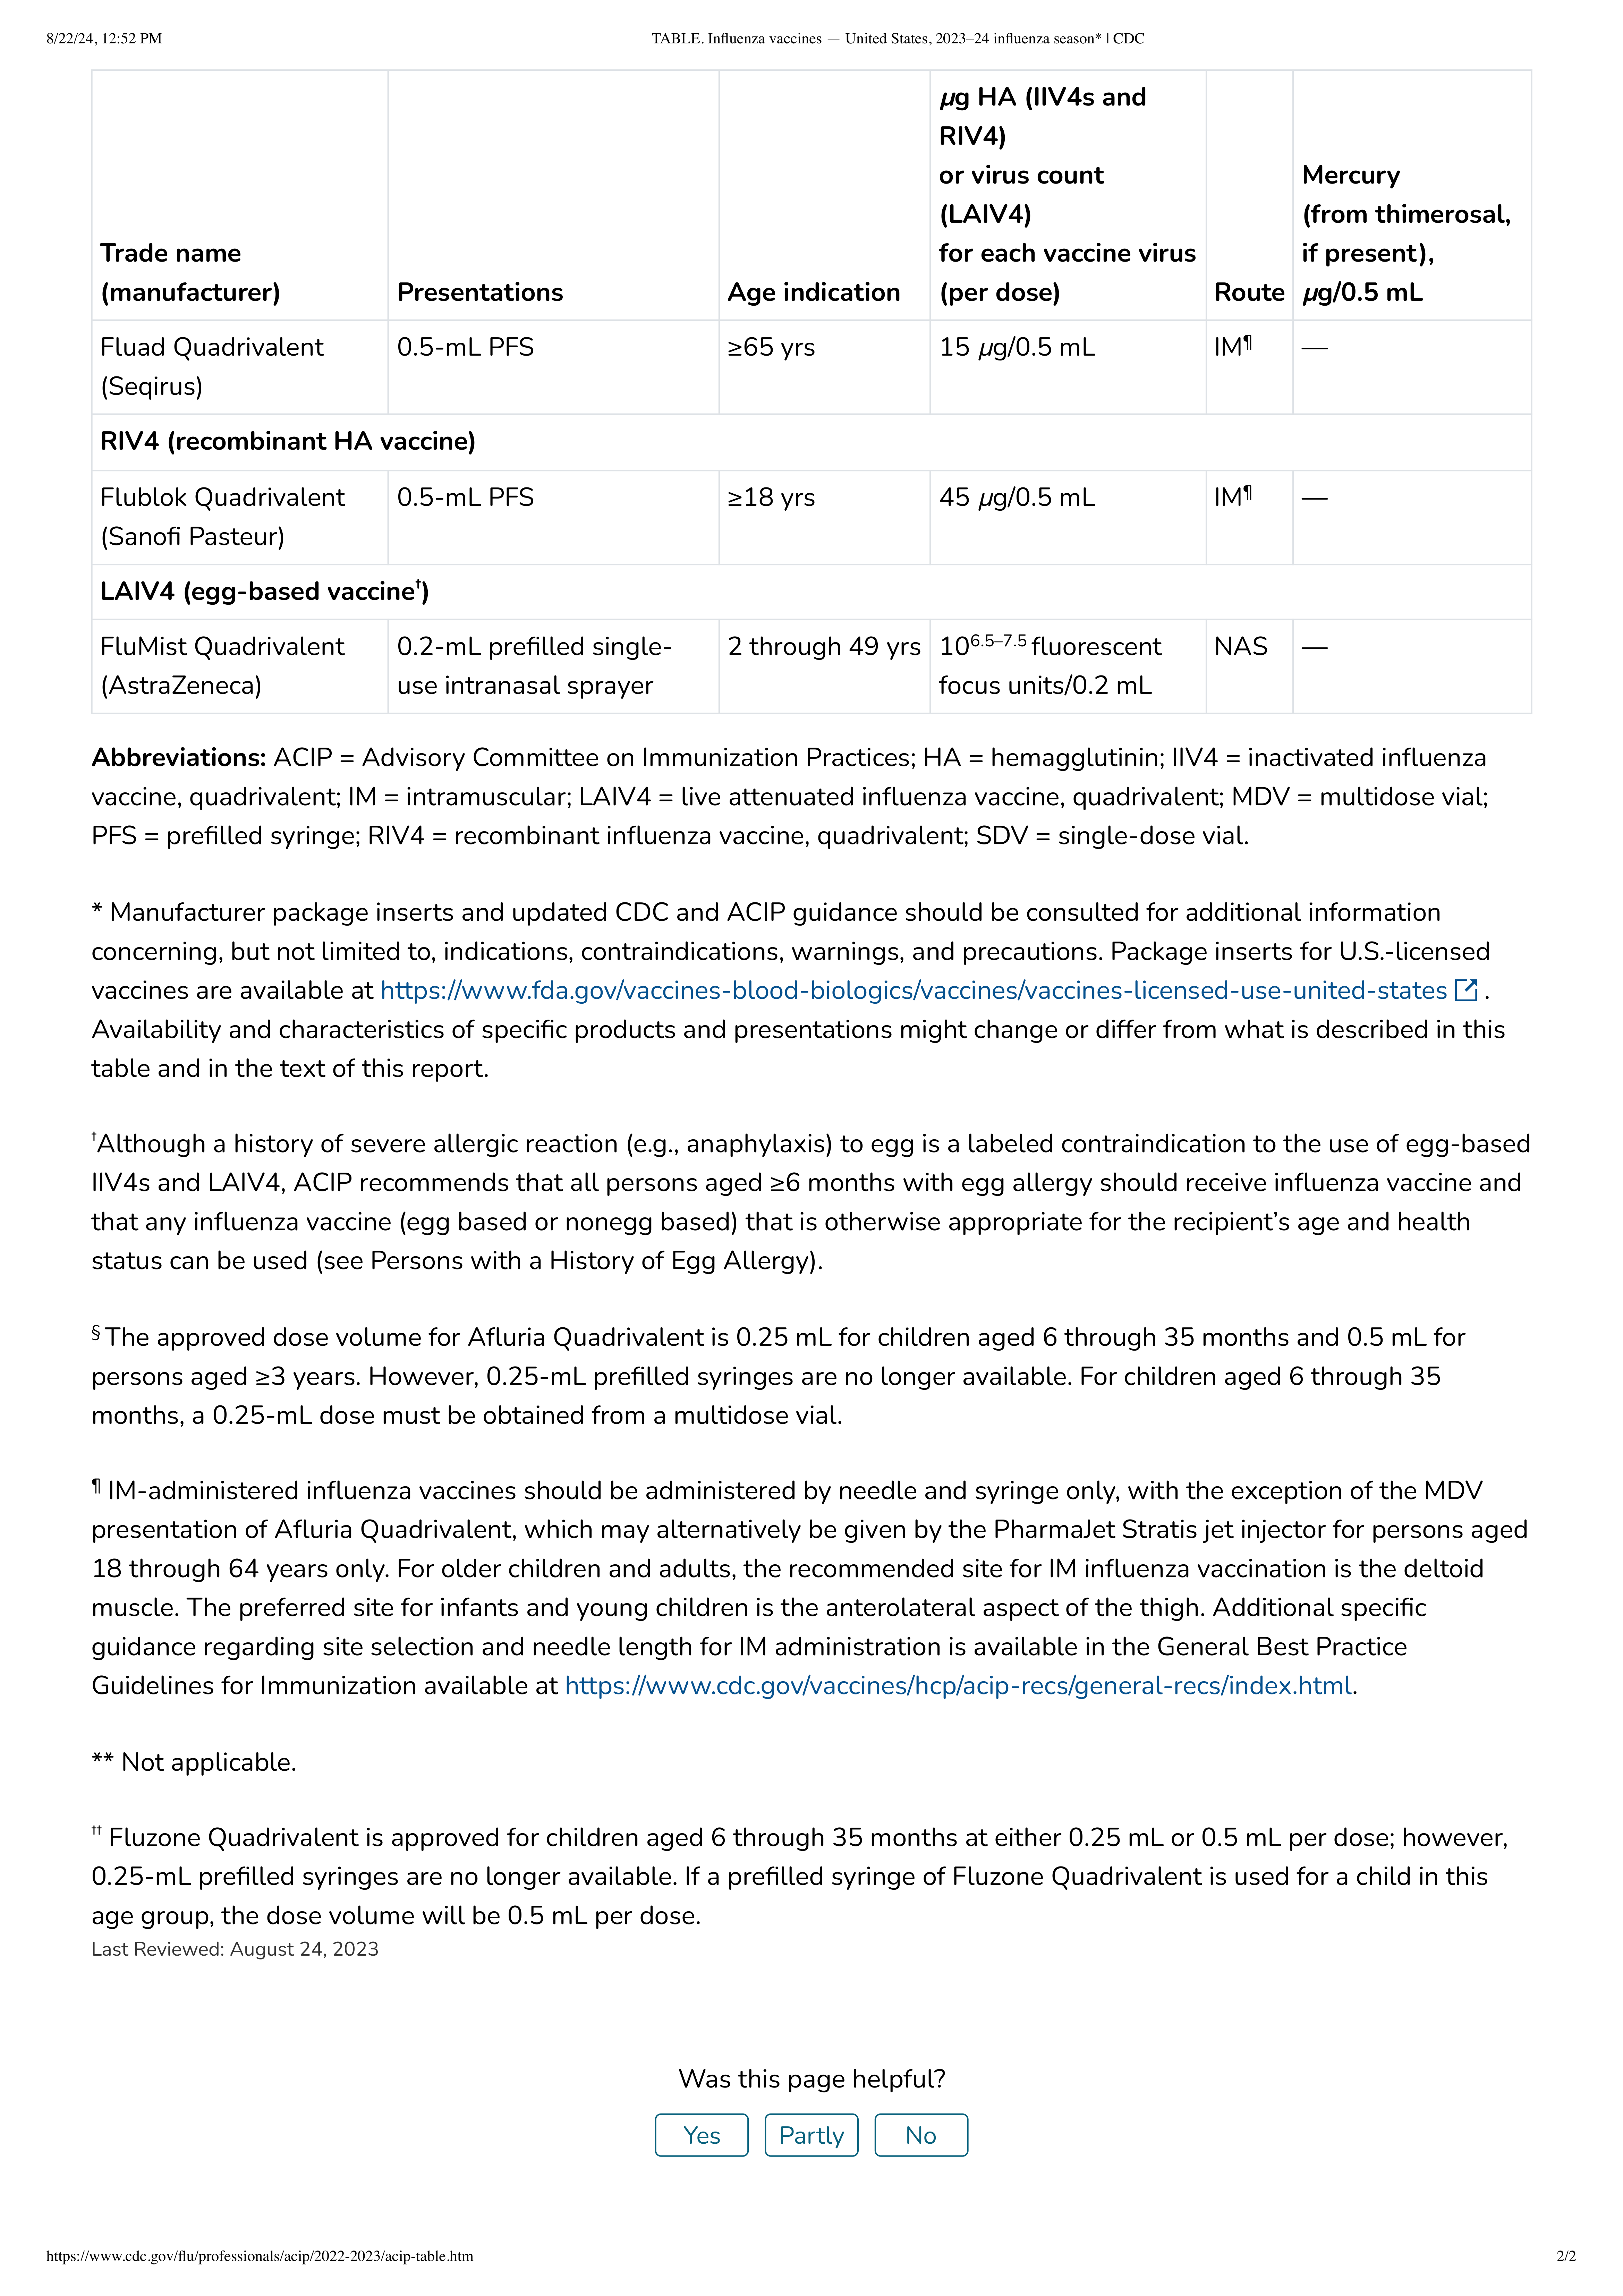 8/22/24, 12:52 PM
TABLE. Influenza vaccines — United States, 2023–24 influenza season* | CDC
Trade name
(manufacturer)
Presentations
Age indication
µg HA (IIV4s and
RIV4)
or virus count
(LAIV4)
for each vaccine virus
(per dose)
Route
Mercury
(from thimerosal,
if present),
µg/0.5 mL
Fluad Quadrivalent
(Seqirus)
0.5-mL PFS
≥65 yrs
15 µg/0.5 mL
IM¶
—
RIV4 (recombinant HA vaccine)
Flublok Quadrivalent
(Sanofi Pasteur)
0.5-mL PFS
≥18 yrs
45 µg/0.5 mL
IM¶
—
LAIV4 (egg-based vaccine†)
FluMist Quadrivalent
(AstraZeneca)
0.2-mL prefilled single-
use intranasal sprayer
2 through 49 yrs
10^6.5–7.5 fluorescent
focus units/0.2 mL
NAS
—
Abbreviations: ACIP = Advisory Committee on Immunization Practices; HA = hemagglutinin; IIV4 = inactivated influenza
vaccine, quadrivalent; IM = intramuscular; LAIV4 = live attenuated influenza vaccine, quadrivalent; MDV = multidose vial;
PFS = prefilled syringe; RIV4 = recombinant influenza vaccine, quadrivalent; SDV = single-dose vial.
* Manufacturer package inserts and updated CDC and ACIP guidance should be consulted for additional information
concerning, but not limited to, indications, contraindications, warnings, and precautions. Package inserts for U.S.-licensed
vaccines are available at https://www.fda.gov/vaccines-blood-biologics/vaccines/vaccines-licensed-use-united-states .
Availability and characteristics of specific products and presentations might change or differ from what is described in this
table and in the text of this report.
†Although a history of severe allergic reaction (e.g., anaphylaxis) to egg is a labeled contraindication to the use of egg-based
IIV4s and LAIV4, ACIP recommends that all persons aged ≥6 months with egg allergy should receive influenza vaccine and
that any influenza vaccine (egg based or nonegg based) that is otherwise appropriate for the recipient’s age and health
status can be used (see Persons with a History of Egg Allergy).
§ The approved dose volume for Afluria Quadrivalent is 0.25 mL for children aged 6 through 35 months and 0.5 mL for
persons aged ≥3 years. However, 0.25-mL prefilled syringes are no longer available. For children aged 6 through 35
months, a 0.25-mL dose must be obtained from a multidose vial.
¶ IM-administered influenza vaccines should be administered by needle and syringe only, with the exception of the MDV
presentation of Afluria Quadrivalent, which may alternatively be given by the PharmaJet Stratis jet injector for persons aged
18 through 64 years only. For older children and adults, the recommended site for IM influenza vaccination is the deltoid
muscle. The preferred site for infants and young children is the anterolateral aspect of the thigh. Additional specific
guidance regarding site selection and needle length for IM administration is available in the General Best Practice
Guidelines for Immunization available at https://www.cdc.gov/vaccines/hcp/acip-recs/general-recs/index.html.
** Not applicable.
†† Fluzone Quadrivalent is approved for children aged 6 through 35 months at either 0.25 mL or 0.5 mL per dose; however,
0.25-mL prefilled syringes are no longer available. If a prefilled syringe of Fluzone Quadrivalent is used for a child in this
age group, the dose volume will be 0.5 mL per dose.
Last Reviewed: August 24, 2023
Was this page helpful?
Yes
Partly
No
https://www.cdc.gov/flu/professionals/acip/2022-2023/acip-table.htm
2/2